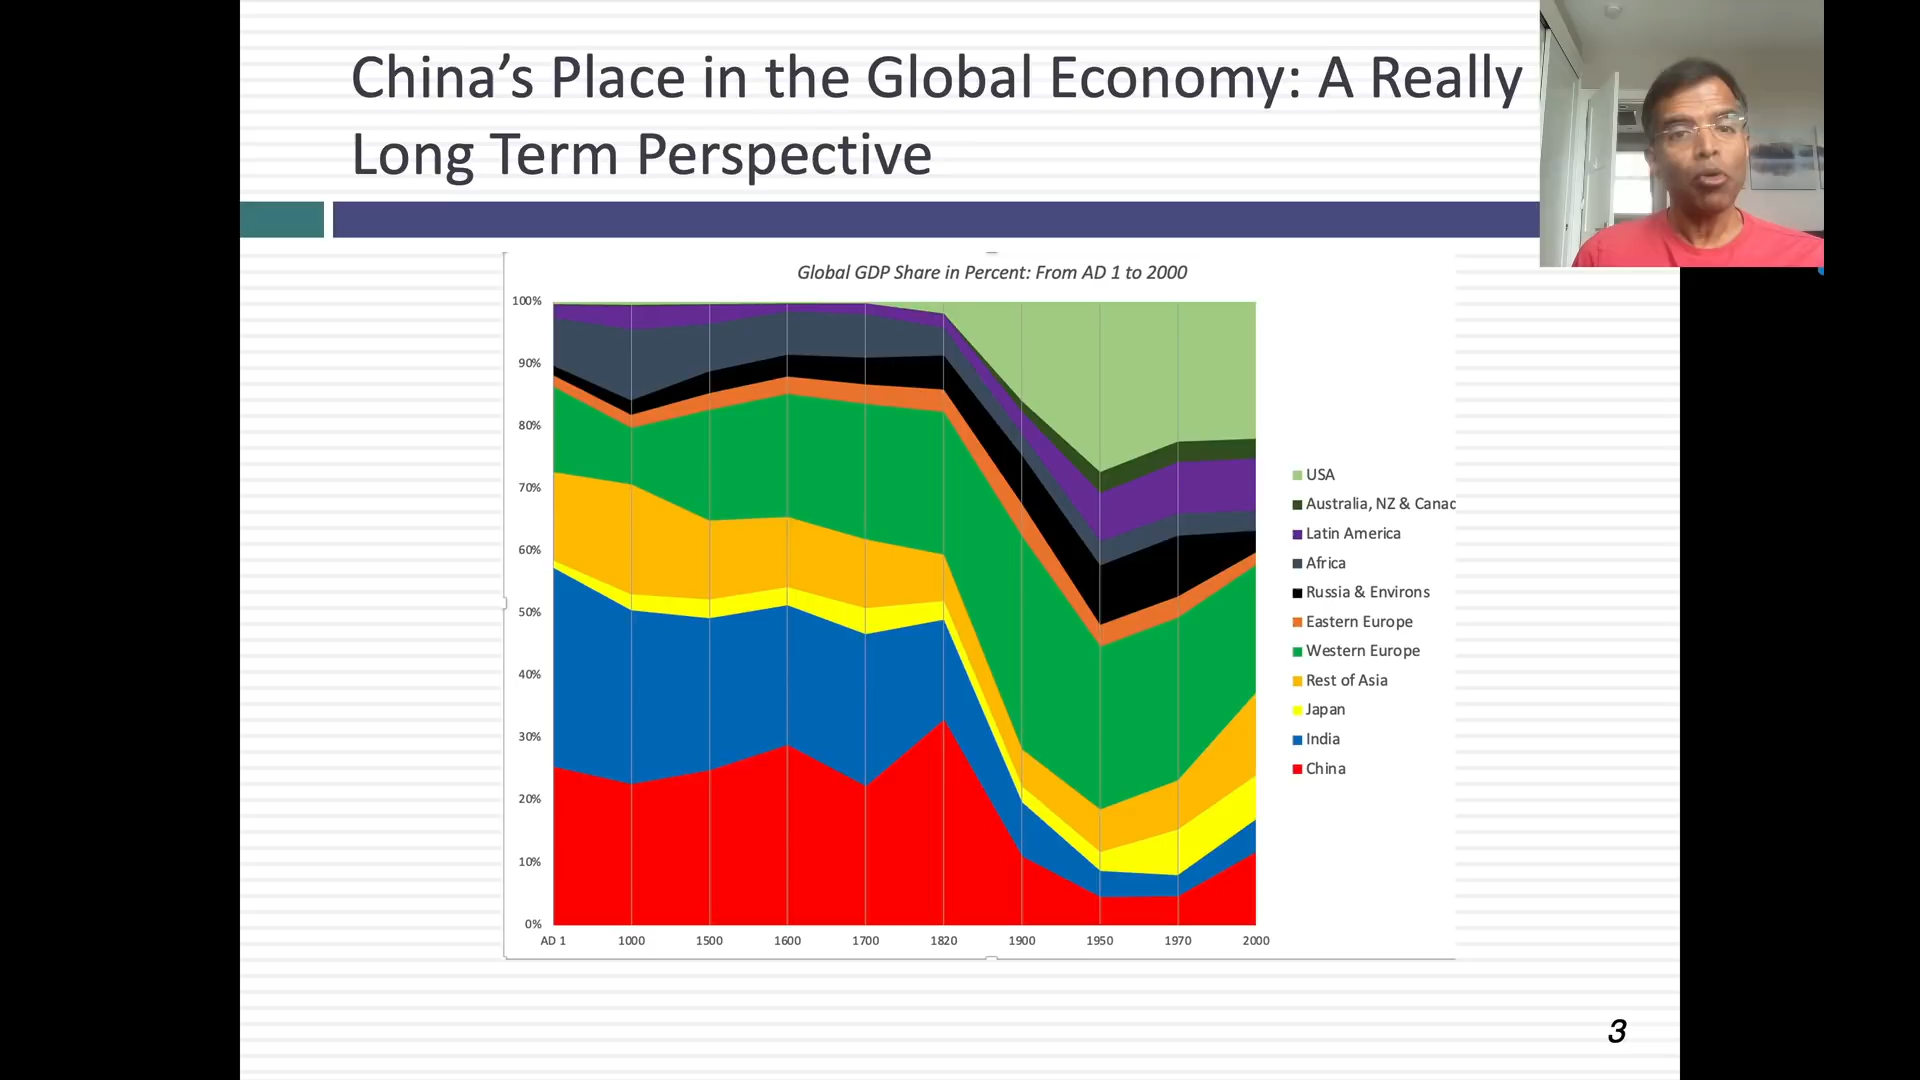 China’s Place in the Global Economy: A Really
Long Term Perspective
Global GDP Share in Percent: From AD 1 to 2000
100%
90%
80%
70%
60%
50%
40%
30%
20%
10%
0%
AD 1 1000 1500 1600 1700 1820 1900 1950 1970 2000
USA
Australia, NZ & Canac
Latin America
Africa
Russia & Environs
Eastern Europe
Western Europe
Rest of Asia
Japan
India
China
3